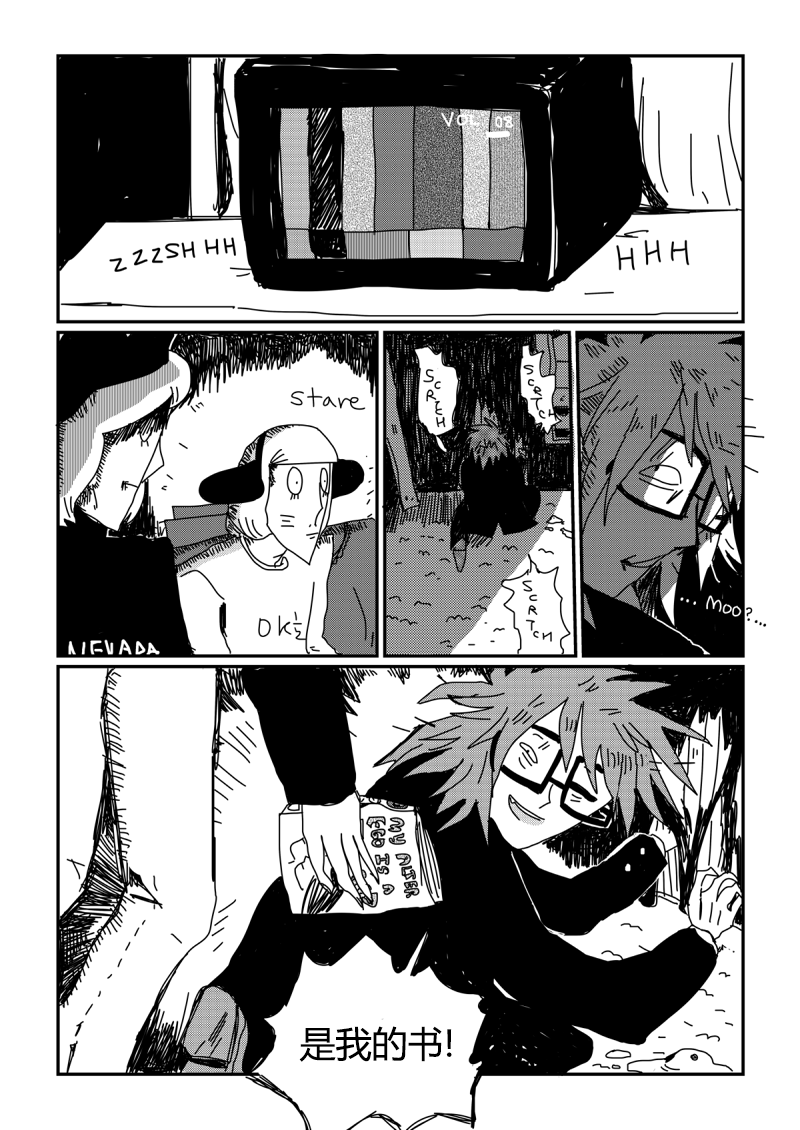 VOL 08
ZZZSHHH
HHH
Stare
OK½
NEVADA
SCRTCH
SCRTCH
SCRTCH
... MOO?....
MY ALTER
EGO IS A
是我的书!